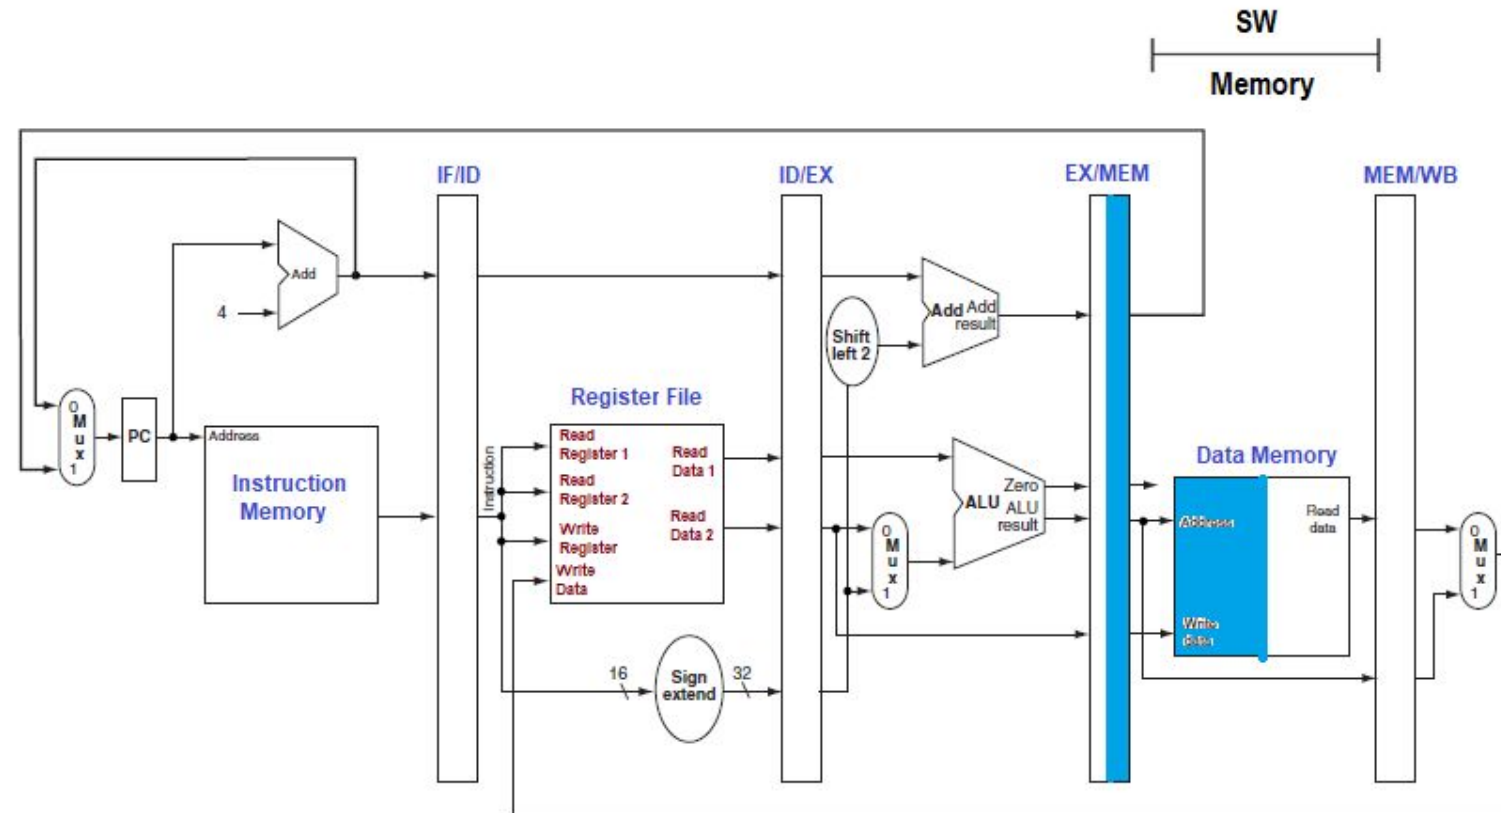 SW
Memory
IF/ID
ID/EX
EX/MEM
MEM/WB
Add
4
Add Add
result
Shift
left 2
0
M
u
x
1
PC
Address
Instruction
Memory
Instruction
Register File
Read
Register 1
Read
Register 2
Write
Register
Write
Data
Read
Data 1
Read
Data 2
16
Sign
extend
32
0
M
u
x
1
Zero
ALU
ALU
result
Data Memory
Address
Read
data
Write
data
0
M
u
x
1